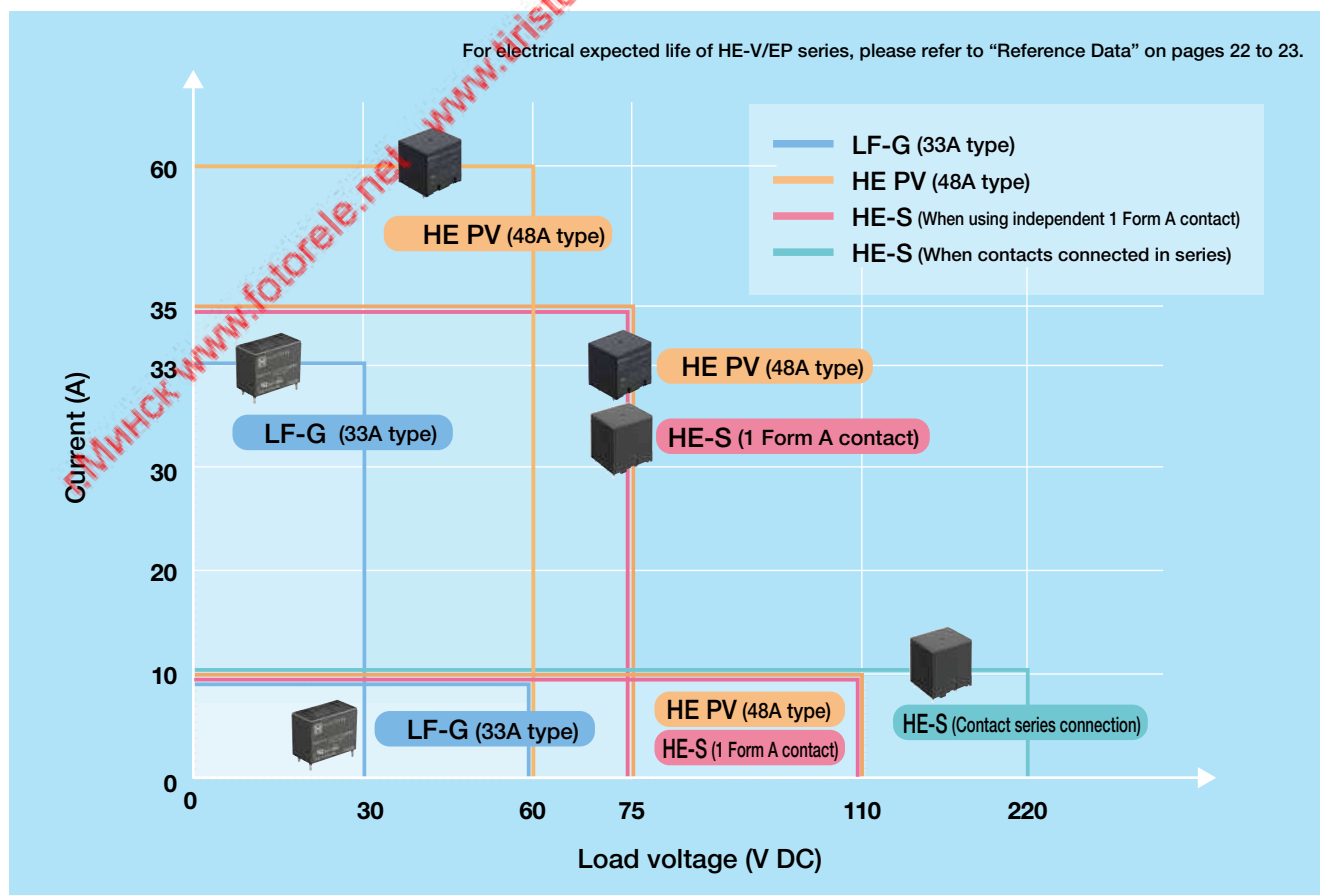 For electrical expected life of HE-V/EP series, please refer to “Reference Data” on pages 22 to 23.
LF-G (33A type)
HE PV (48A type)
HE-S (When using independent 1 Form A contact)
HE-S (When contacts connected in series)
60
HE PV (48A type)
35
33
HE PV (48A type)
LF-G (33A type)
HE-S (1 Form A contact)
30
20
10
HE PV (48A type)
LF-G (33A type)
HE-S (1 Form A contact)
HE-S (Contact series connection)
0
0
30
60
75
110
220
Current (A)
Load voltage (V DC)
г.Минск www.fotorele.net